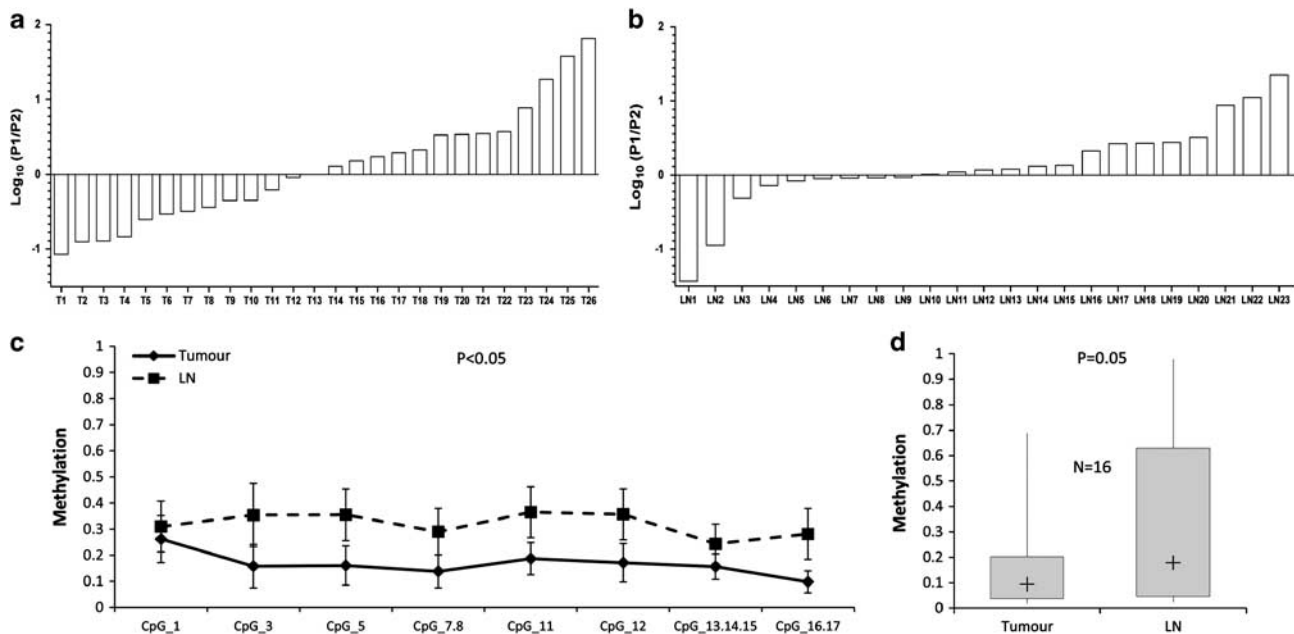 a
2
1
0
-1
Log10 (P1/P2)
T1 T2 T3 T4 T5 T6 T7 T8 T9 T10 T11 T12 T13 T14 T15 T16 T17 T18 T19 T20 T21 T22 T23 T24 T25 T26
b
2
1
0
-1
Log10 (P1/P2)
LN1 LN2 LN3 LN4 LN5 LN6 LN7 LN8 LN9 LN10 LN11 LN12 LN13 LN14 LN15 LN16 LN17 LN18 LN19 LN20 LN21 LN22 LN23
c
Tumour
LN
P<0.05
1
0.9
0.8
0.7
0.6
0.5
0.4
0.3
0.2
0.1
0
Methylation
CpG_1 CpG_3 CpG_5 CpG_7.8 CpG_11 CpG_12 CpG_13.14.15 CpG_16.17
d
P=0.05
N=16
1
0.9
0.8
0.7
0.6
0.5
0.4
0.3
0.2
0.1
0
Methylation
Tumour LN